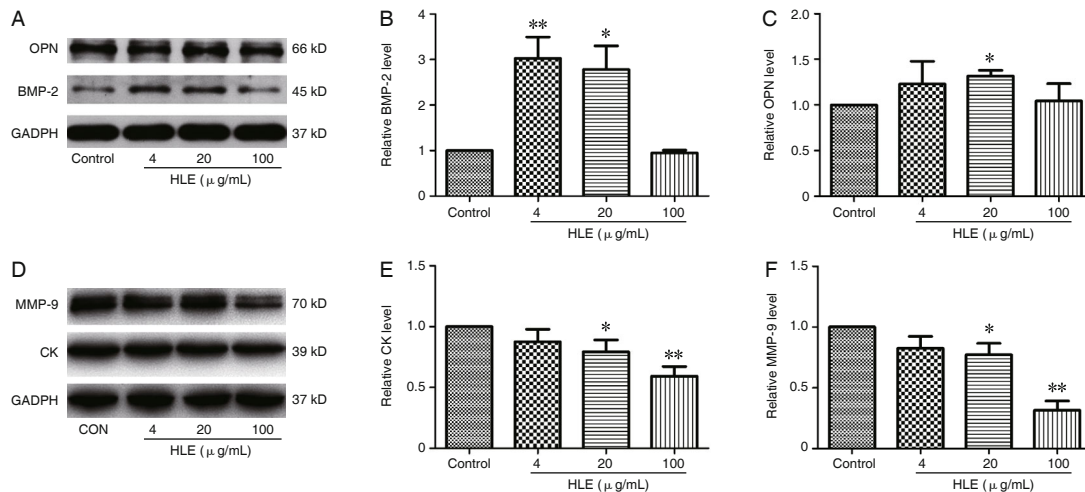 A
OPN 66 kD
BMP-2 45 kD
GADPH 37 kD
Control 4 20 100
HLE (μ g/mL)
B
Relative BMP-2 level
4
3
2
1
0
** *
Control 4 20 100
HLE (μ g/mL)
C
Relative OPN level
2.0
1.5
1.0
0.5
0
*
Control 4 20 100
HLE (μ g/mL)
D
MMP-9 70 kD
CK 39 kD
GADPH 37 kD
CON 4 20 100
HLE (μ g/mL)
E
Relative CK level
1.5
1.0
0.5
0
* **
Control 4 20 100
HLE (μ g/mL)
F
Relative MMP-9 level
1.5
1.0
0.5
0
* **
Control 4 20 100
HLE (μ g/mL)